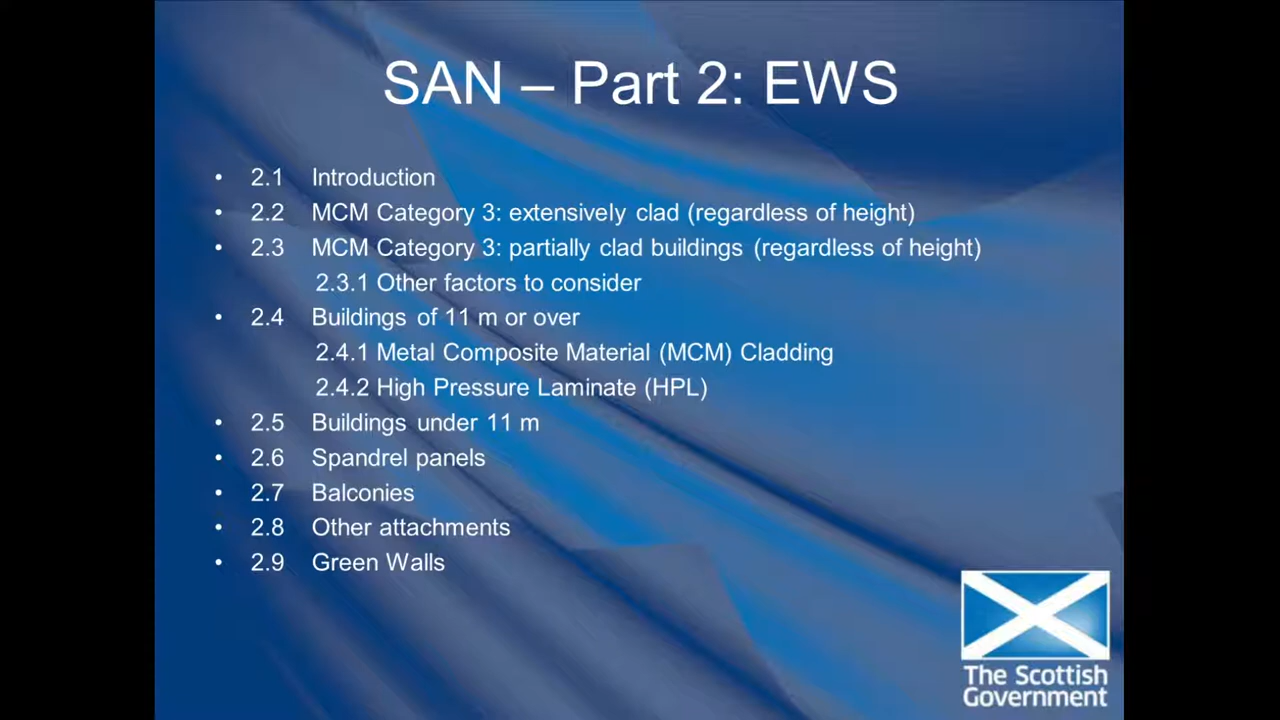 SAN – Part 2: EWS
• 2.1 Introduction
• 2.2 MCM Category 3: extensively clad (regardless of height)
• 2.3 MCM Category 3: partially clad buildings (regardless of height)
2.3.1 Other factors to consider
• 2.4 Buildings of 11 m or over
2.4.1 Metal Composite Material (MCM) Cladding
2.4.2 High Pressure Laminate (HPL)
• 2.5 Buildings under 11 m
• 2.6 Spandrel panels
• 2.7 Balconies
• 2.8 Other attachments
• 2.9 Green Walls
The Scottish
Government